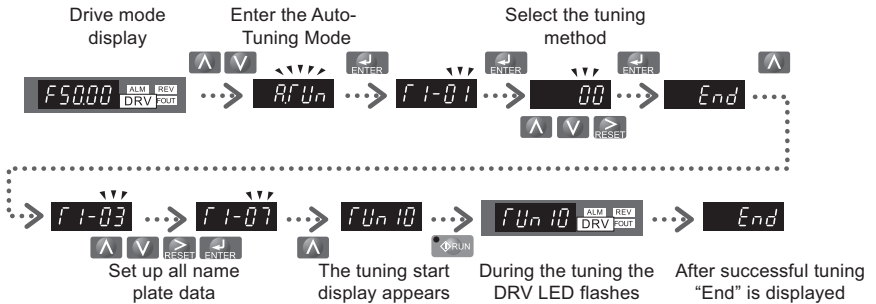 Drive mode
display
Enter the Auto-
Tuning Mode
Select the tuning
method
ENTER
ENTER
ENTER
F50.00
ALM REV
DRV FOUT
A.TUn
T1-01
00
End
RESET
T1-03
T1-07
TUn10
TUn10
ALM REV
DRV FOUT
End
RESET
ENTER
RUN
Set up all name
plate data
The tuning start
display appears
During the tuning the
DRV LED flashes
After successful tuning
“End” is displayed